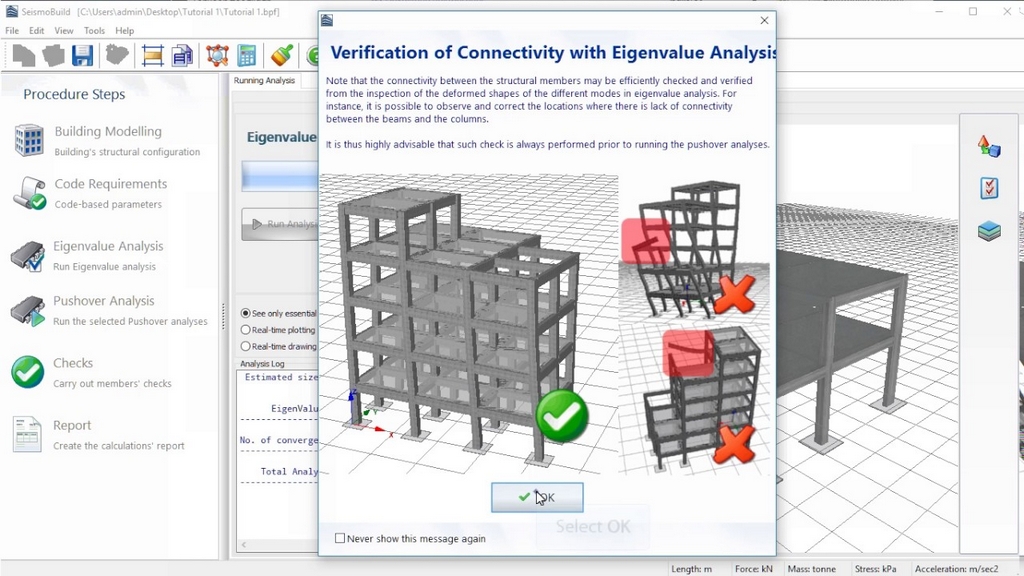 SeismoBuild [C:\Users\admin\Desktop\Tutorial 1\Tutorial 1.bpf]
File Edit View Tools Help
Procedure Steps
Building Modelling
Building's structural configuration
Code Requirements
Code-based parameters
Eigenvalue Analysis
Run Eigenvalue analysis
Pushover Analysis
Run the selected Pushover analyses
Checks
Carry out members' checks
Report
Create the calculations' report
Running Analysis
Eigenvalue
Run Analys
See only essential
Real-time plotting
Real-time drawing
Analysis Log
Estimated size
EigenValu
No. of converge
Total Analy
Verification of Connectivity with Eigenvalue Analysis
Note that the connectivity between the structural members may be efficiently checked and verified
from the inspection of the deformed shapes of the different modes in eigenvalue analysis. For
instance, it is possible to observe and correct the locations where there is lack of connectivity
between the beams and the columns.
It is thus highly advisable that such check is always performed prior to running the pushover analyses.
x
OK
Select OK
Never show this message again
Length: m Force: kN Mass: tonne Stress: kPa Acceleration: m/sec2